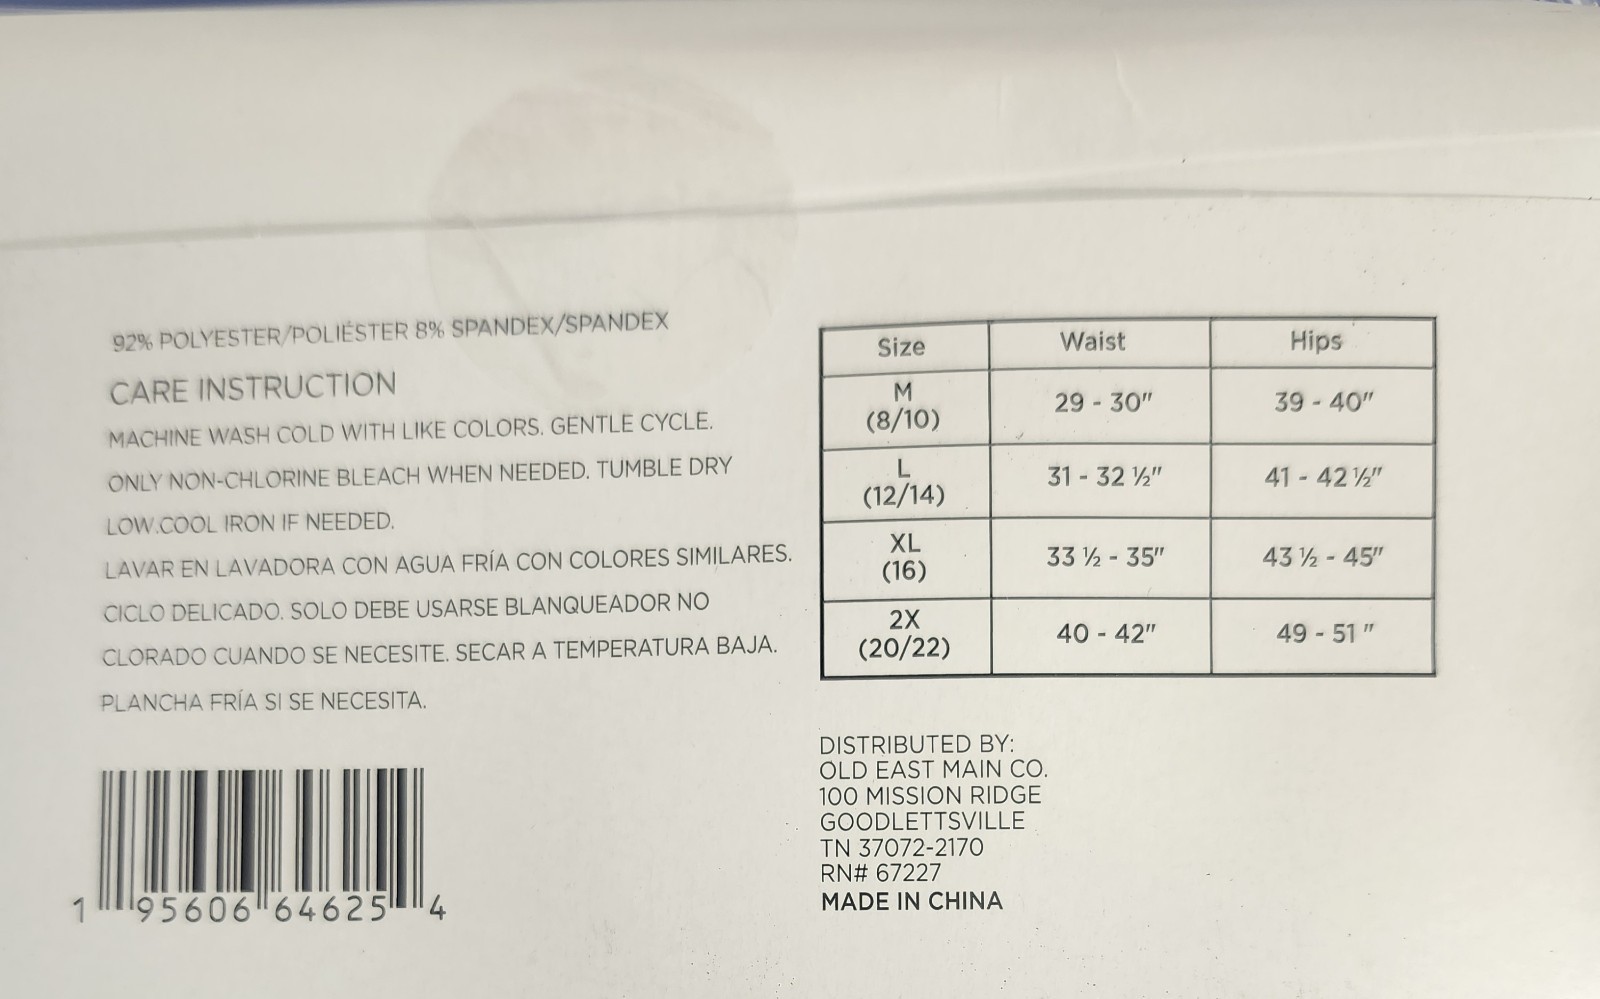 92% POLYESTER/POLIÉSTER 8% SPANDEX/SPANDEX
CARE INSTRUCTION
MACHINE WASH COLD WITH LIKE COLORS. GENTLE CYCLE.
ONLY NON-CHLORINE BLEACH WHEN NEEDED. TUMBLE DRY
LOW.COOL IRON IF NEEDED.
LAVAR EN LAVADORA CON AGUA FRÍA CON COLORES SIMILARES.
CICLO DELICADO. SOLO DEBE USARSE BLANQUEADOR NO
CLORADO CUANDO SE NECESITE. SECAR A TEMPERATURA BAJA.
PLANCHA FRÍA SI SE NECESITA.
1 95606 64625 4
Size Waist Hips
M (8/10) 29 - 30" 39 - 40"
L (12/14) 31 - 32 ½" 41 - 42 ½"
XL (16) 33 ½ - 35" 43 ½ - 45"
2X (20/22) 40 - 42" 49 - 51 "
DISTRIBUTED BY:
OLD EAST MAIN CO.
100 MISSION RIDGE
GOODLETTSVILLE
TN 37072-2170
RN# 67227
MADE IN CHINA